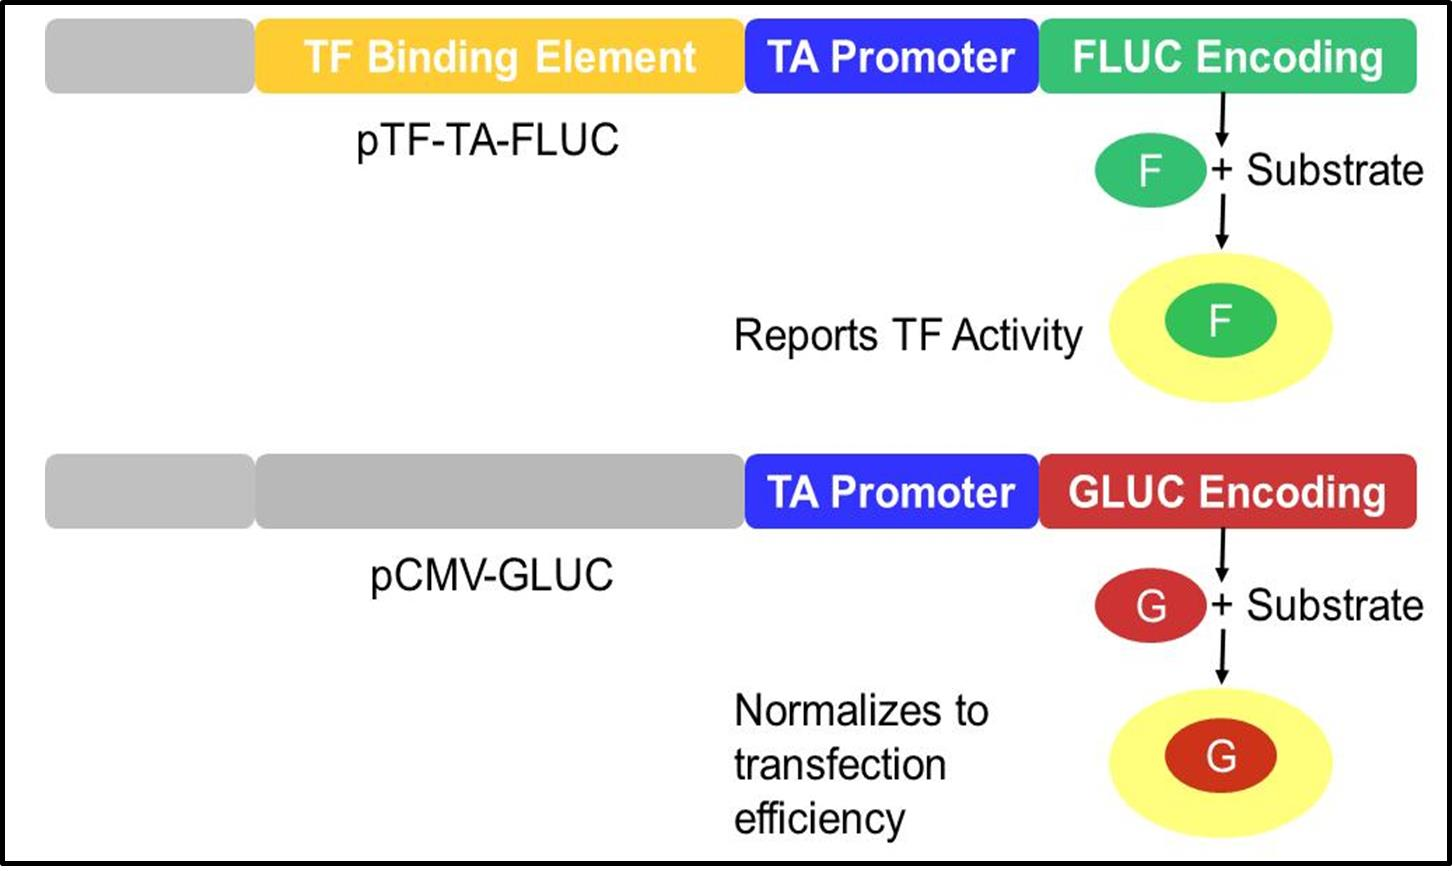 TF Binding Element TA Promoter FLUC Encoding
pTF-TA-FLUC
F + Substrate
Reports TF Activity F
TA Promoter GLUC Encoding
pCMV-GLUC
G + Substrate
Normalizes to
transfection
efficiency
G